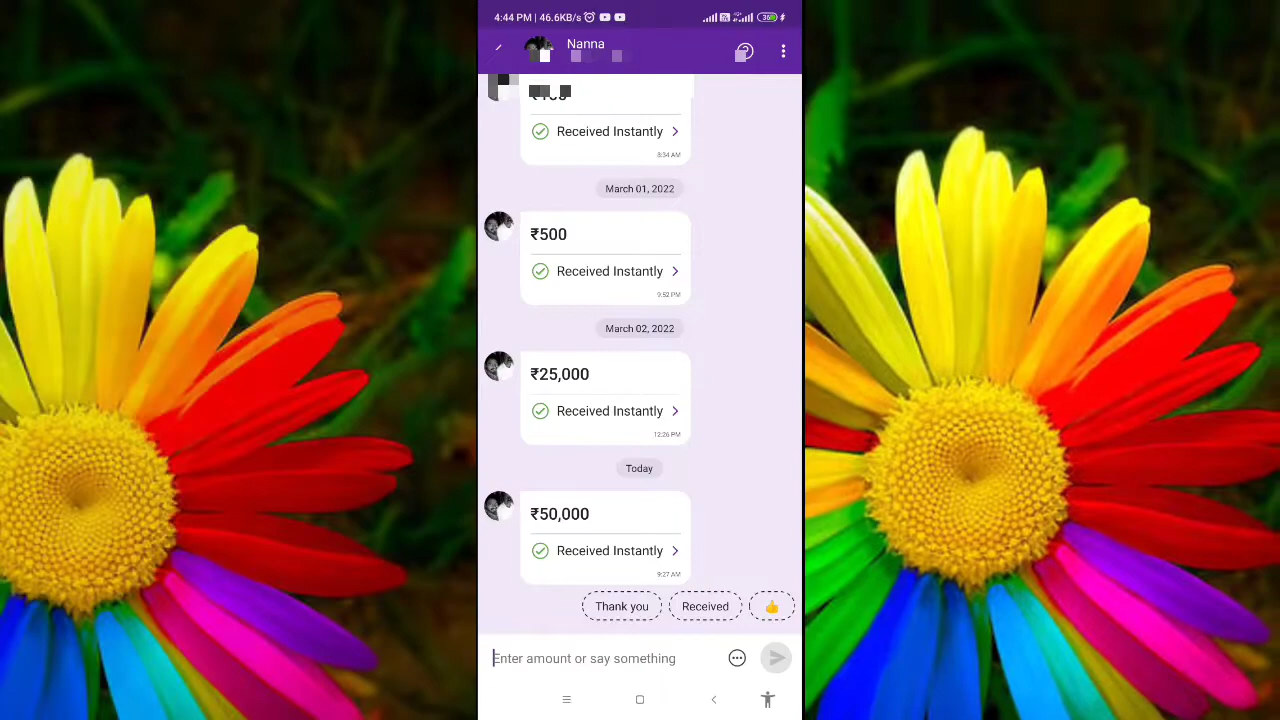 4:44 PM | 46.6KB/s
36
Nanna
Received Instantly
8:34 AM
March 01, 2022
₹500
Received Instantly
9:52 PM
March 02, 2022
₹25,000
Received Instantly
12:26 PM
Today
₹50,000
Received Instantly
9:27 AM
Thank you
Received
👍
Enter amount or say something